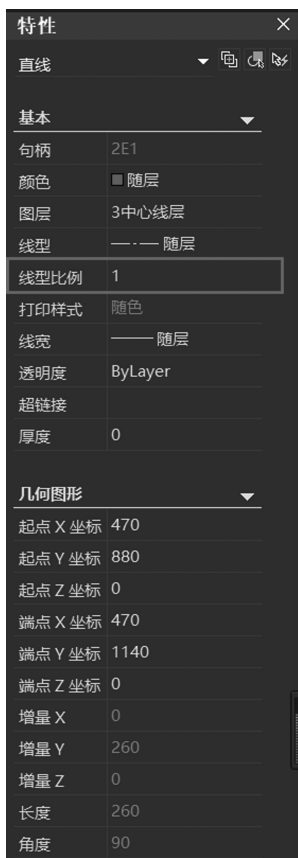 特性
直线
基本
句柄 2E1
颜色 随层
图层 3中心线层
线型 随层
线型比例 1
打印样式 随色
线宽 随层
透明度 ByLayer
超链接
厚度 0
几何图形
起点 X 坐标 470
起点 Y 坐标 880
起点 Z 坐标 0
端点 X 坐标 470
端点 Y 坐标 1140
端点 Z 坐标 0
增量 X 0
增量 Y 260
增量 Z 0
长度 260
角度 90